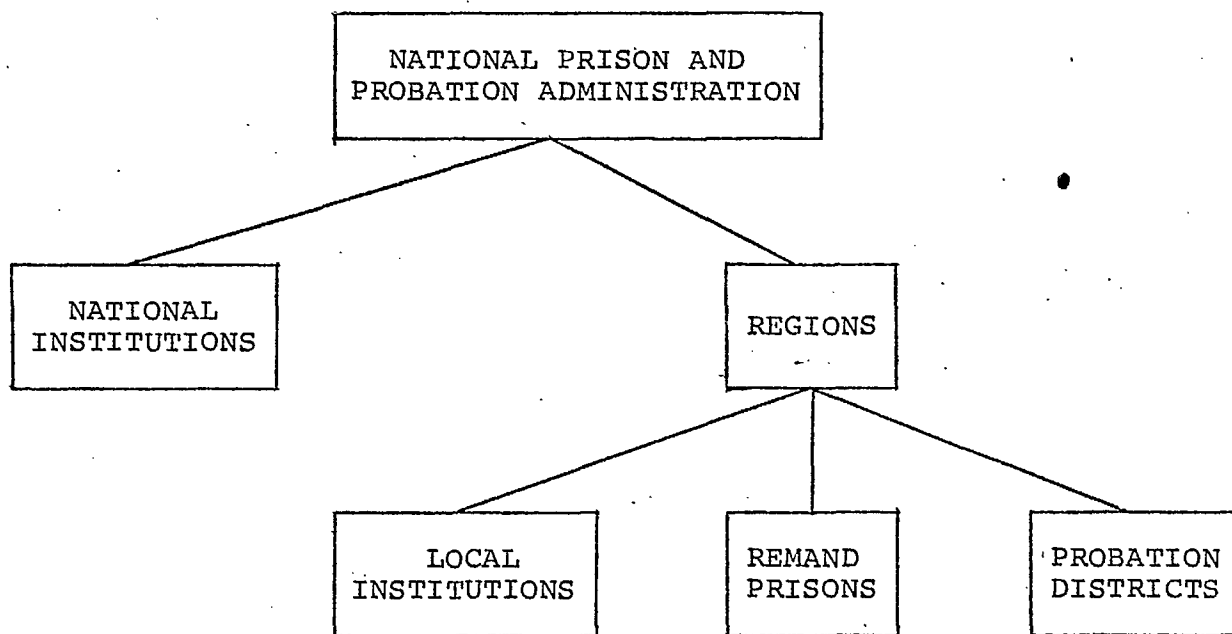 NATIONAL PRISON AND
PROBATION ADMINISTRATION
NATIONAL
INSTITUTIONS
REGIONS
LOCAL
INSTITUTIONS
REMAND
PRISONS
PROBATION
DISTRICTS